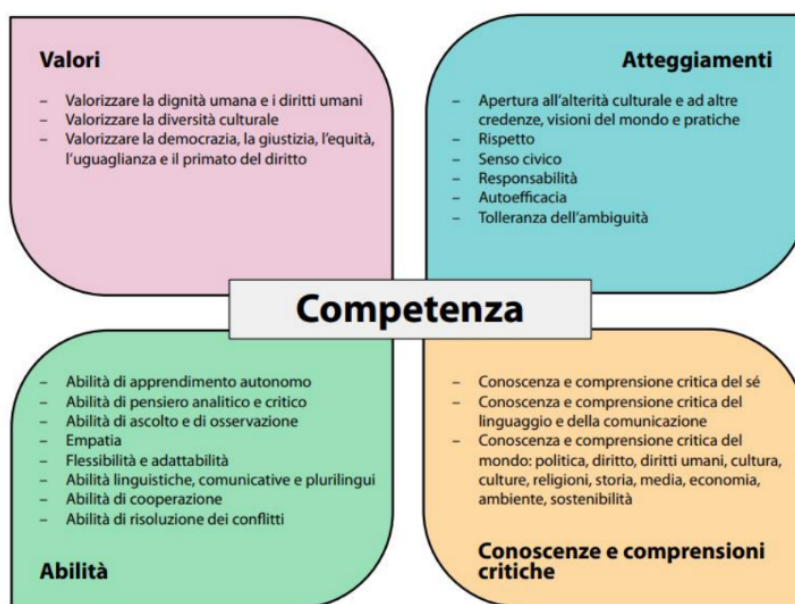 Valori
– Valorizzare la dignità umana e i diritti umani
– Valorizzare la diversità culturale
– Valorizzare la democrazia, la giustizia, l'equità,
l'uguaglianza e il primato del diritto
Atteggiamenti
– Apertura all'alterità culturale e ad altre
credenze, visioni del mondo e pratiche
– Rispetto
– Senso civico
– Responsabilità
– Autoefficacia
– Tolleranza dell'ambiguità
Competenza
– Abilità di apprendimento autonomo
– Abilità di pensiero analitico e critico
– Abilità di ascolto e di osservazione
– Empatia
– Flessibilità e adattabilità
– Abilità linguistiche, comunicative e plurilingui
– Abilità di cooperazione
– Abilità di risoluzione dei conflitti
Abilità
– Conoscenza e comprensione critica del sé
– Conoscenza e comprensione critica del
linguaggio e della comunicazione
– Conoscenza e comprensione critica del
mondo: politica, diritto, diritti umani, cultura,
culture, religioni, storia, media, economia,
ambiente, sostenibilità
Conoscenze e comprensioni
critiche